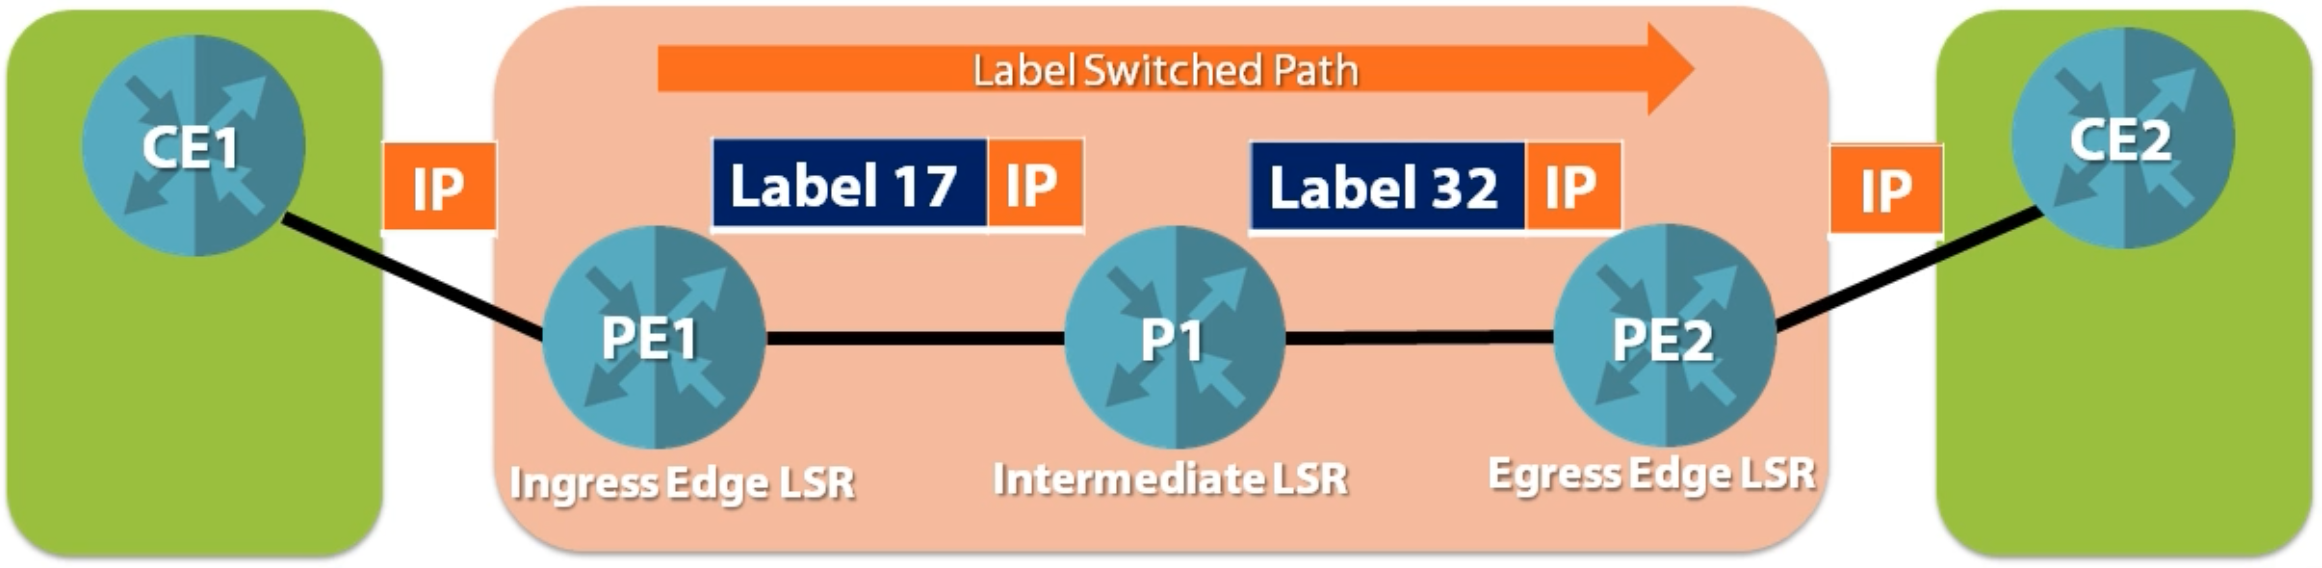 Label Switched Path
CE1
IP
Label 17 IP
Label 32 IP
IP
CE2
PE1
P1
PE2
Ingress Edge LSR
Intermediate LSR
Egress Edge LSR